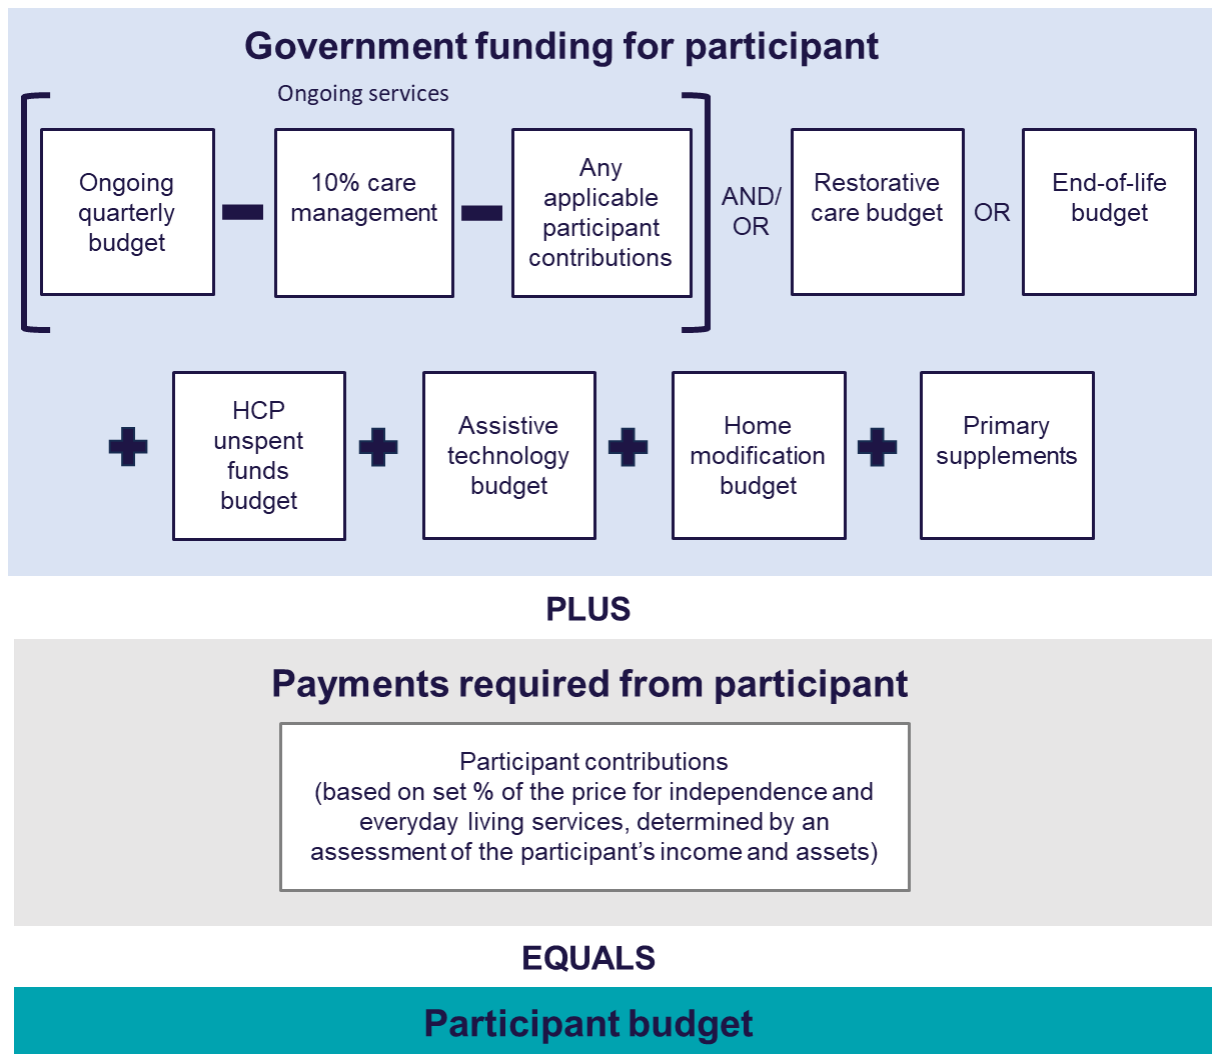 Government funding for participant
Ongoing services
Ongoing
quarterly
budget
10% care
management
Any
applicable
participant
contributions
AND/
OR
Restorative
care budget
OR
End-of-life
budget
HCP
unspent
funds
budget
Assistive
technology
budget
Home
modification
budget
Primary
supplements
PLUS
Payments required from participant
Participant contributions
(based on set % of the price for independence and
everyday living services, determined by an
assessment of the participant's income and assets)
EQUALS
Participant budget